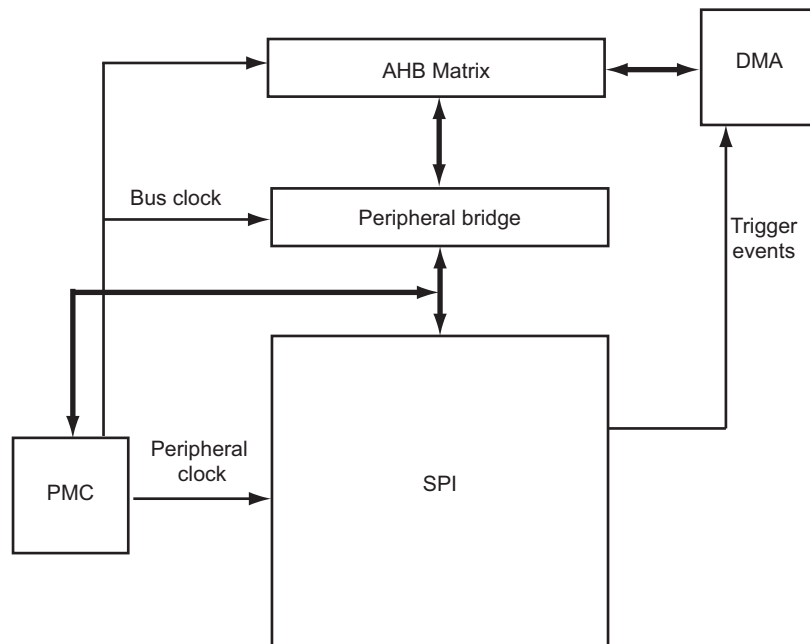 AHB Matrix
DMA
Bus clock
Peripheral bridge
Trigger
events
Peripheral
clock
PMC
SPI